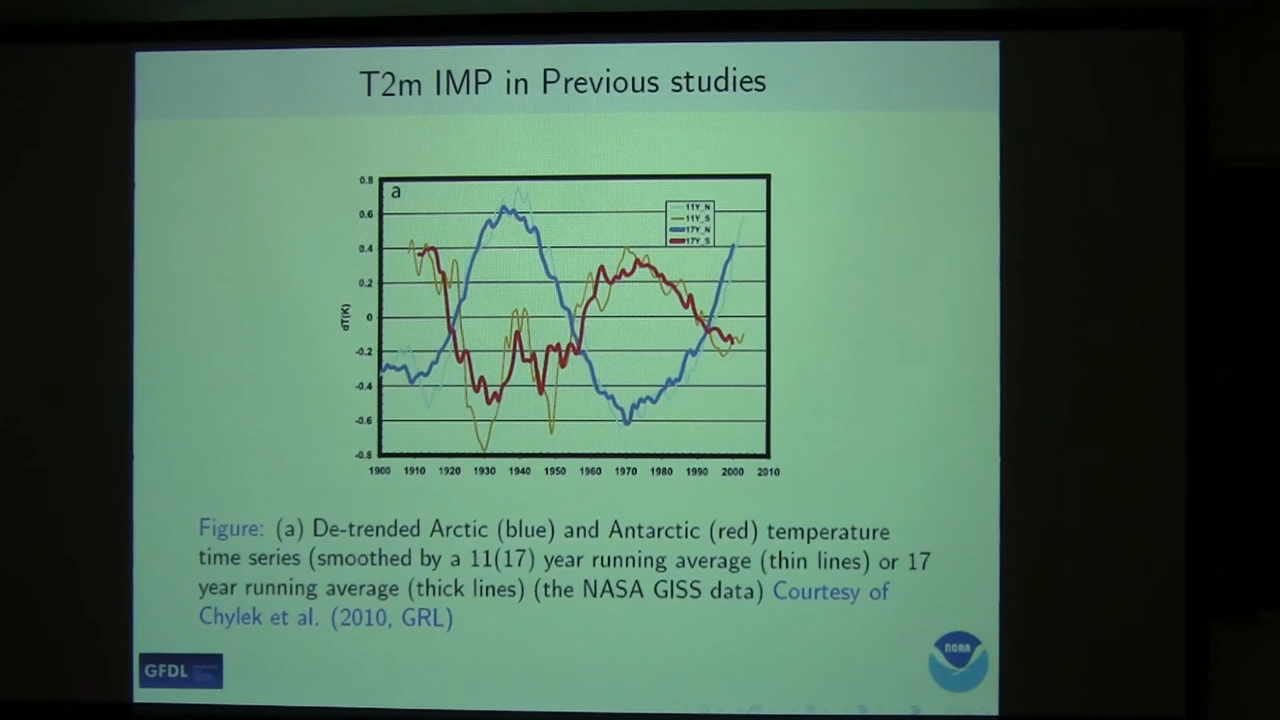 T2m IMP in Previous studies
a
0.8
0.6
0.4
0.2
0
-0.2
-0.4
-0.6
-0.8
dT(K)
11Y_N
11Y_S
17Y_N
17Y_S
1900 1910 1920 1930 1940 1950 1960 1970 1980 1990 2000 2010
Figure: (a) De-trended Arctic (blue) and Antarctic (red) temperature
time series (smoothed by a 11(17) year running average (thin lines) or 17
year running average (thick lines) (the NASA GISS data) Courtesy of
Chylek et al. (2010, GRL)
GFDL
NOAA